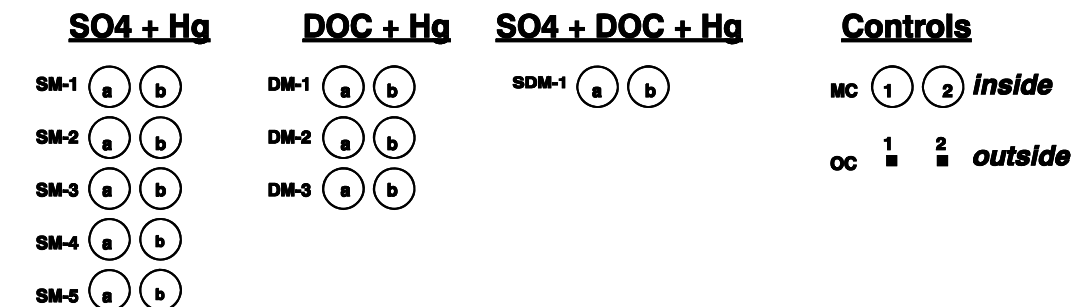 SO4 + Hg DOC + Hg SO4 + DOC + Hg Controls
SM-1 a b DM-1 a b SDM-1 a b MC 1 2 inside
SM-2 a b DM-2 a b 1 2
OC outside
SM-3 a b DM-3 a b
SM-4 a b
SM-5 a b